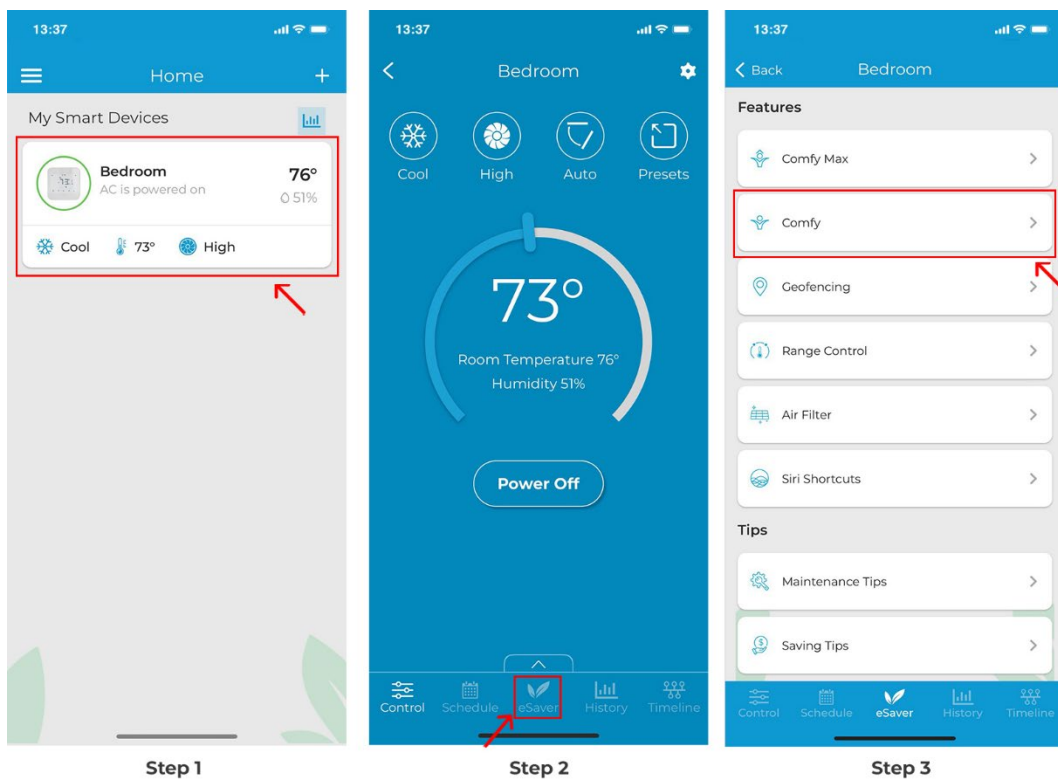 13:37
Home
My Smart Devices
Bedroom
76°
AC is powered on
51%
Cool
73°
High
Step 1
13:37
Bedroom
Cool
High
Auto
Presets
73°
Room Temperature 76°
Humidity 51%
Power Off
Control
Schedule
eSaver
History
Timeline
Step 2
13:37
Back
Bedroom
Features
Comfy Max
Comfy
Geofencing
Range Control
Air Filter
Siri Shortcuts
Tips
Maintenance Tips
Saving Tips
Control
Schedule
eSaver
History
Timeline
Step 3